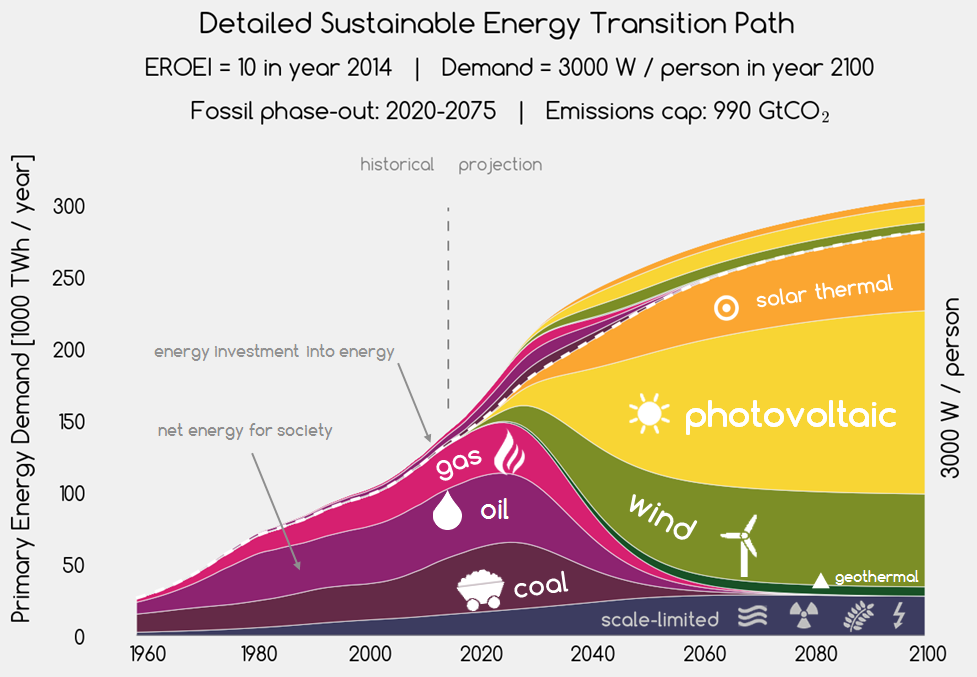 Detailed Sustainable Energy Transition Path
EROEI = 10 in year 2014 | Demand = 3000 W / person in year 2100
Fossil phase-out: 2020-2075 | Emissions cap: 990 GtCO₂
historical projection
Primary Energy Demand [1000 TWh / year]
300
250
200
150
100
50
0
energy investment into energy
net energy for society
solar thermal
photovoltaic
gas
oil
wind
coal
geothermal
scale-limited
3000 W / person
1960 1980 2000 2020 2040 2060 2080 2100